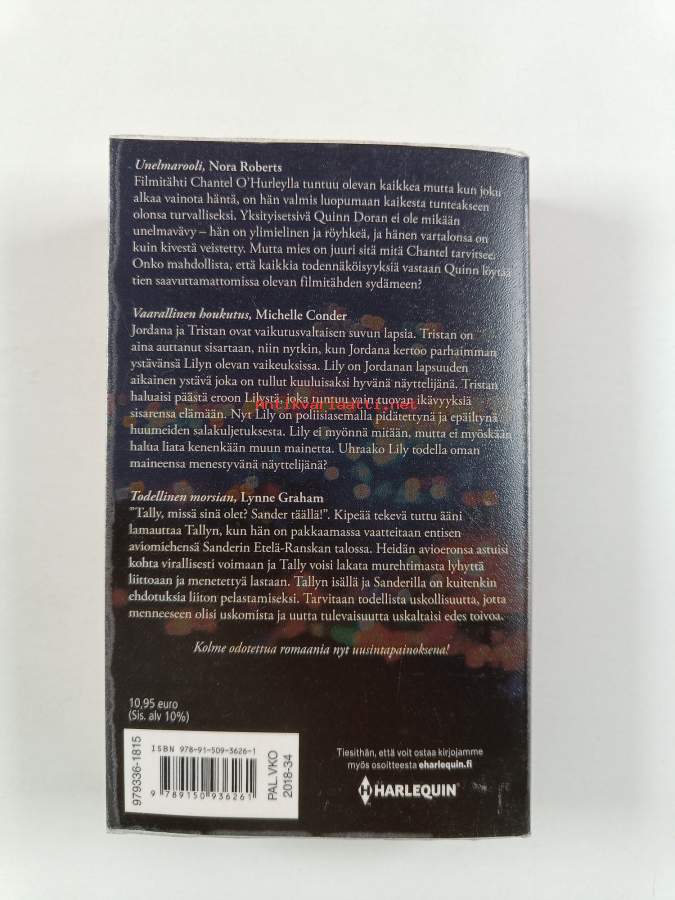 Unelmarooli, Nora Roberts
Filmitähti Chantel O'Hurleylla tuntuu olevan kaikkea mutta kun joku
alkaa vainota häntä, on hän valmis luopumaan kaikesta tunteakseen
olonsa turvalliseksi. Yksityisetsivä Quinn Doran ei ole mikään
unelmavävy – hän on ylimielinen ja röyhkeä, ja hänen vartalonsa on
kuin kivestä veistetty. Mutta mies on juuri sitä mitä Chantel tarvitsee.
Onko mahdollista, että kaikkia todennäköisyyksiä vastaan Quinn löytää
tien saavuttamattomissa olevan filmitähden sydämeen?
Vaarallinen houkutus, Michelle Conder
Jordana ja Tristan ovat vaikutusvaltaisen suvun lapsia. Tristan on
aina auttanut sisartaan, niin nytkin, kun Jordana kertoo parhaimman
ystävänsä Lilyn olevan vaikeuksissa. Lily on Jordanan lapsuuden
aikainen ystävä joka on tullut kuuluisaksi hyvänä näyttelijänä. Tristan
haluaisi päästä eroon Lilystä, joka tuntuu vain tuovan ikävyyksiä
Antikvariaatti.net
sisarensa elämään. Nyt Lily on poliisiasemalla pidätettynä ja epäiltynä
huumeiden salakuljetuksesta. Lily ei myönnä mitään, mutta ei myöskään
halua liata kenenkään muun mainetta. Uhraako Lily todella oman
maineensa menestyvänä näyttelijänä?
Todellinen morsian, Lynne Graham
"Tally, missä sinä olet? Sander täällä!". Kipeää tekevä tuttu ääni
lamauttaa Tallyn, kun hän on pakkaamassa vaatteitaan entisen
aviomiehensä Sanderin Etelä-Ranskan talossa. Heidän avioeronsa astuisi
kohta virallisesti voimaan ja Tally voisi lakata murehtimasta lyhyttä
liittoaan ja menetettyä lastaan. Tallyn isällä ja Sanderilla on kuitenkin
ehdotuksia liiton pelastamiseksi. Tarvitaan todellista uskollisuutta, jotta
menneeseen olisi uskomista ja uutta tulevaisuutta uskaltaisi edes toivoa.
Kolme odotettua romaania nyt uusintapainoksena!
10,95 euro
(Sis. alv 10%)
979336-1815
ISBN 978-91-509-3626-1
9 789150 936261
PAL.VKO
2018-34
Tiesithän, että voit ostaa kirjojamme
myös osoitteesta eharlequin.fi
HARLEQUIN